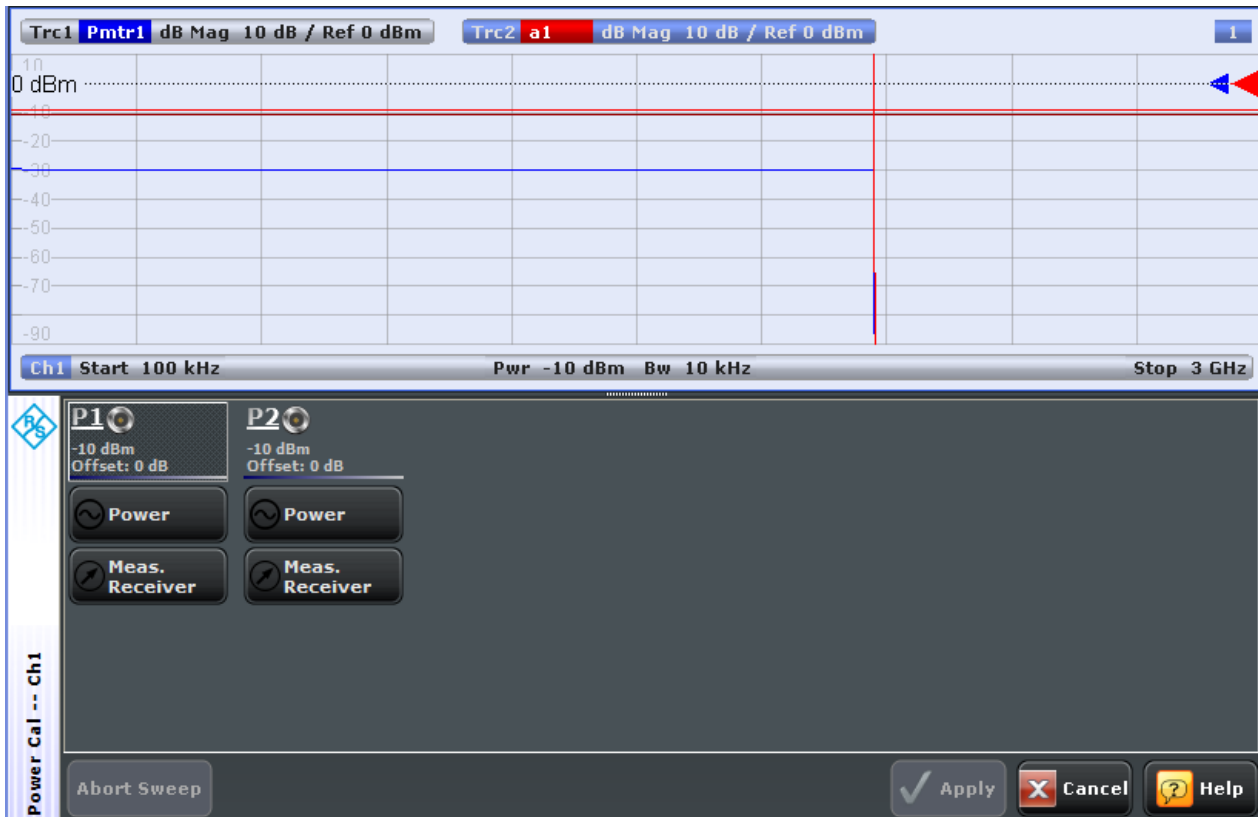 Trc1 Pmtr1 dB Mag 10 dB / Ref 0 dBm Trc2 a1 dB Mag 10 dB / Ref 0 dBm 1
10
0 dBm
-10
-20
-30
-40
-50
-60
-70
-90
Ch1 Start 100 kHz Pwr -10 dBm Bw 10 kHz Stop 3 GHz
R&S
Power Cal -- Ch1
P1 P2
-10 dBm -10 dBm
Offset: 0 dB Offset: 0 dB
Power Power
Meas. Meas.
Receiver Receiver
Abort Sweep Apply X Cancel ? Help